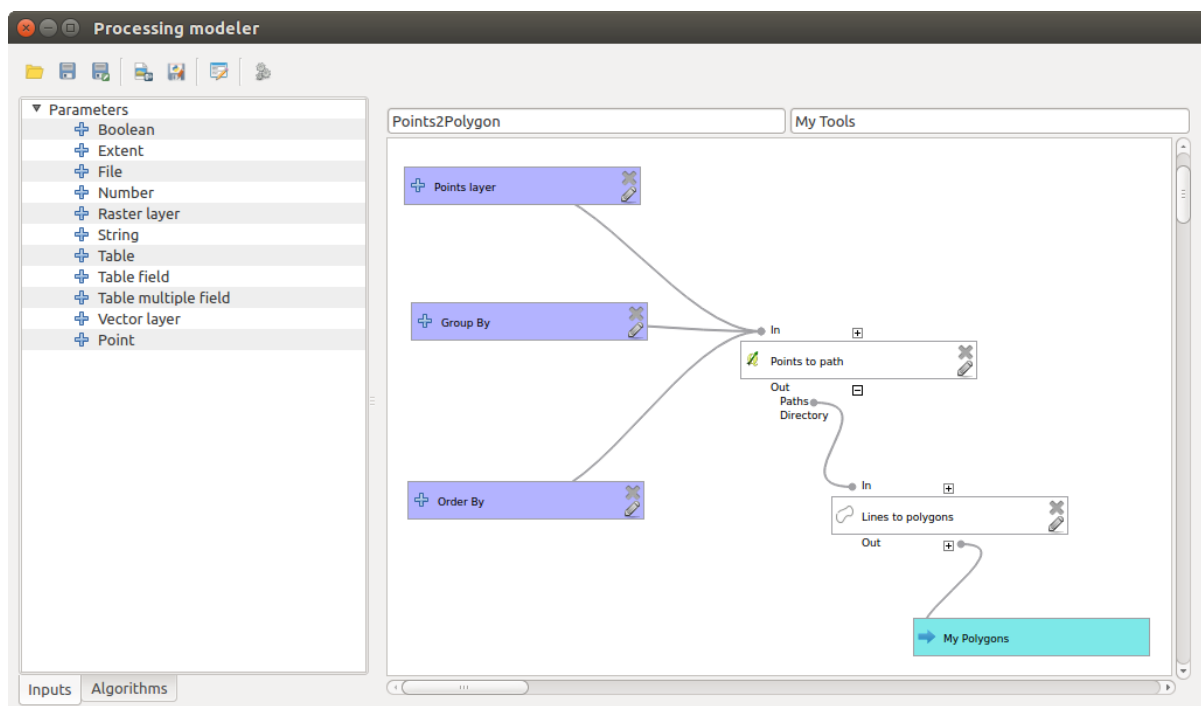 Processing modeler
Parameters
Boolean
Extent
File
Number
Raster layer
String
Table
Table field
Table multiple field
Vector layer
Point
Inputs
Algorithms
Points2Polygon
My Tools
Points layer
Group By
Order By
In
Points to path
Out
Paths
Directory
In
Lines to polygons
Out
My Polygons